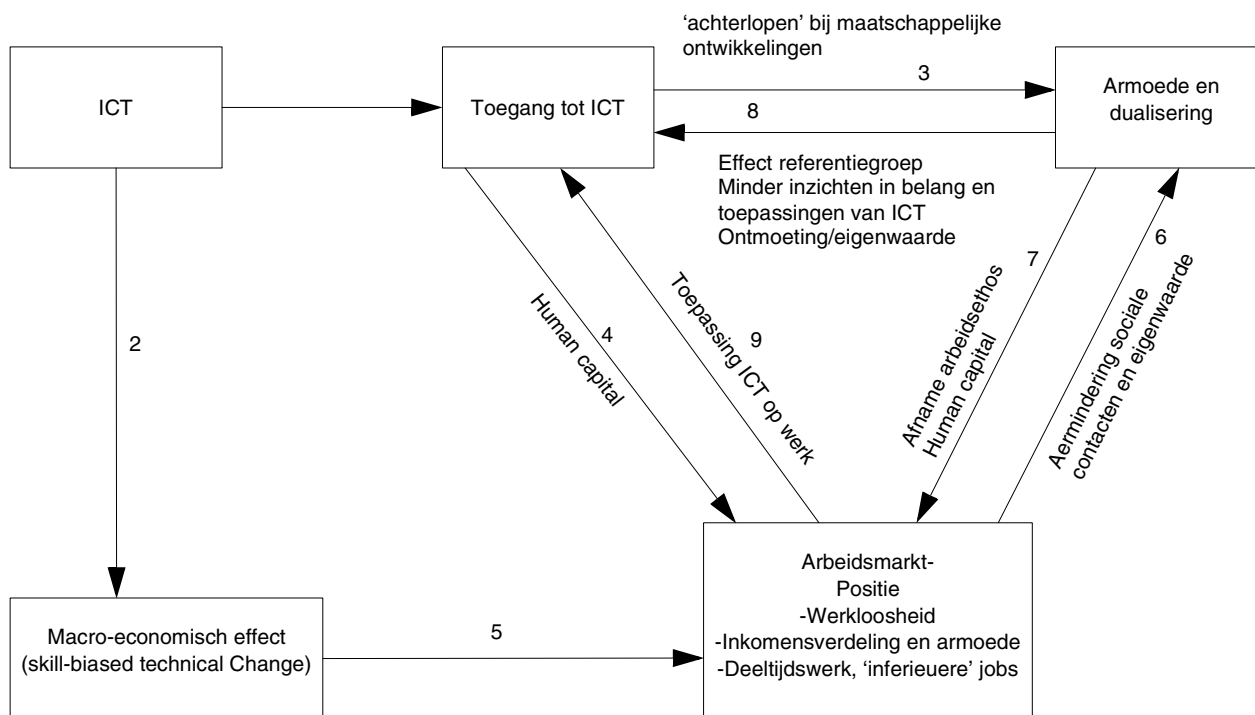 ‘achterlopen’ bij maatschappelijke
ontwikkelingen
ICT
Toegang tot ICT
3
Armoede en
dualisering
8
Effect referentiegroep
Minder inzichten in belang en
toepassingen van ICT
Ontmoeting/eigenwaarde
2
4
Human capital
9
Toepassing ICT op werk
7
Afname arbeidsethos
Human capital
6
Aermindering sociale
contacten en eigenwaarde
Macro-economisch effect
(skill-biased technical Change)
5
Arbeidsmarkt-
Positie
-Werkloosheid
-Inkomensverdeling en armoede
-Deeltijdswerk, ‘inferieuere’ jobs